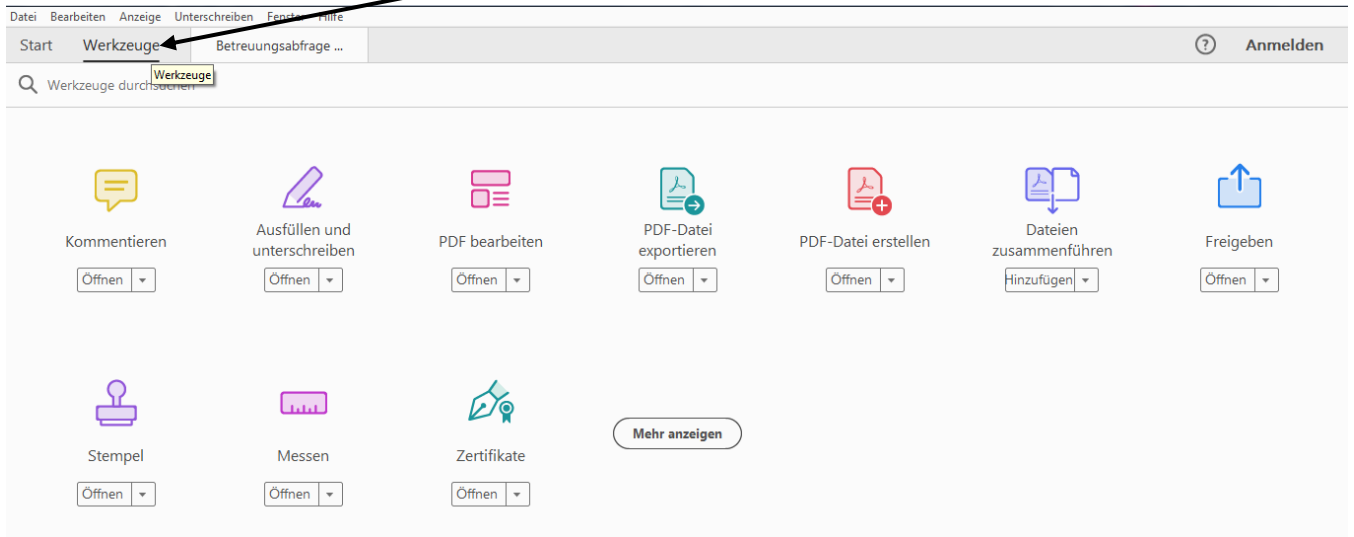 Datei Bearbeiten Anzeige Unterschreiben Fenster Hilfe
Start Werkzeuge Betreuungsabfrage ... ? Anmelden
Werkzeuge
Werkzeuge durchsuchen
Kommentieren
Ausfüllen und
unterschreiben
PDF bearbeiten
PDF-Datei
exportieren
PDF-Datei erstellen
Dateien
zusammenführen
Freigeben
Öffnen Öffnen Öffnen Öffnen Öffnen Hinzufügen Öffnen
Stempel Messen Zertifikate
Mehr anzeigen
Öffnen Öffnen Öffnen